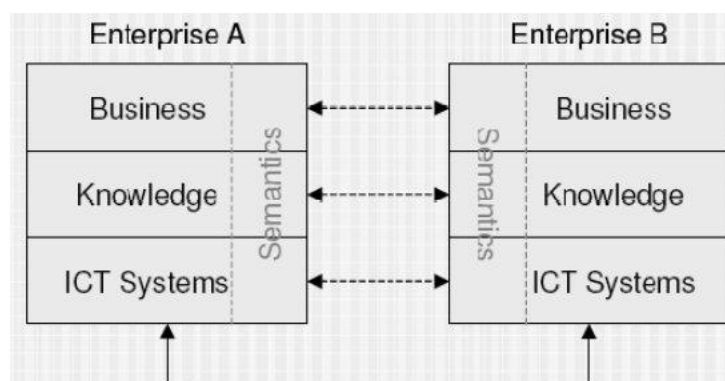 Enterprise A
Enterprise B
Business
Knowledge
ICT Systems
Semantics
Semantics
Business
Knowledge
ICT Systems